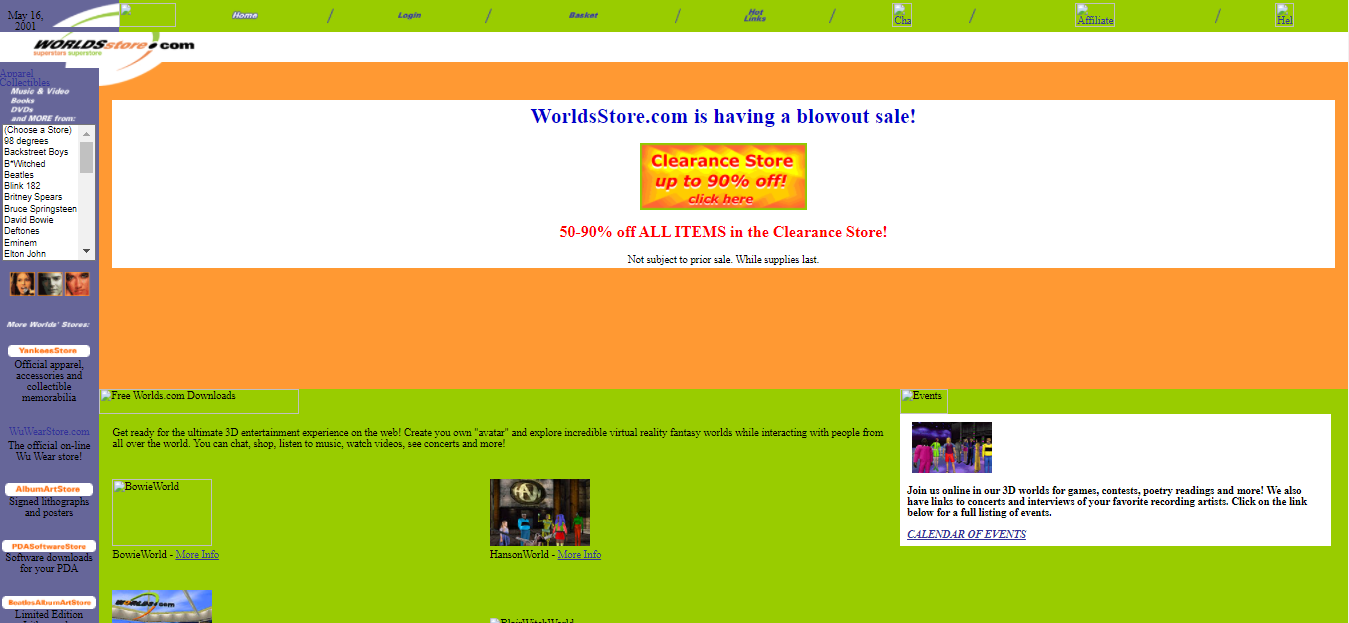 May 16,
2001
Home
/
Login
/
Basket
/
Hot
Links
/
Cha
/
Affiliate
/
Hel
WORLDSstore.com
superstars superstore
Apparel
Collectibles
Music & Video
Books
DVDs
and MORE from:
(Choose a Store)
98 degrees
Backstreet Boys
B*Witched
Beatles
Blink 182
Britney Spears
Bruce Springsteen
David Bowie
Deftones
Eminem
Elton John
More Worlds' Stores:
YankeesStore
Official apparel,
accessories and
collectible
memorabilia
WuWearStore.com
The official on-line
Wu Wear store!
AlbumArtStore
Signed lithographs
and posters
PDASoftwareStore
Software downloads
for your PDA
BeatlesAlbumArtStore
Limited Edition
WorldsStore.com is having a blowout sale!
Clearance Store
up to 90% off!
click here
50-90% off ALL ITEMS in the Clearance Store!
Not subject to prior sale. While supplies last.
Free Worlds.com Downloads
Get ready for the ultimate 3D entertainment experience on the web! Create you own "avatar" and explore incredible virtual reality fantasy worlds while interacting with people from
all over the world. You can chat, shop, listen to music, watch videos, see concerts and more!
BowieWorld
BowieWorld - More Info
HANSON
HansonWorld - More Info
WORLDS.com
BlairWitchWorld
Events
Join us online in our 3D worlds for games, contests, poetry readings and more! We also
have links to concerts and interviews of your favorite recording artists. Click on the link
below for a full listing of events.
CALENDAR OF EVENTS